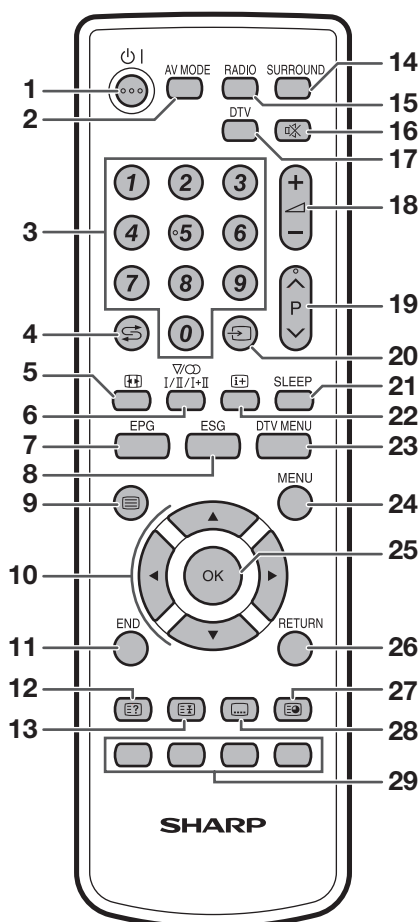 14
1
AV MODE RADIO SURROUND
15
2
DTV
16
17
1 2 3
+
18
3
4 5 6
−
7 8 9
P
19
4
0
20
5
I/II/I+II
i+
SLEEP
21
6
22
EPG ESG DTV MENU
7
23
8
9
MENU
24
10
OK
25
END
RETURN
11
26
12
?
27
13
28
29
SHARP